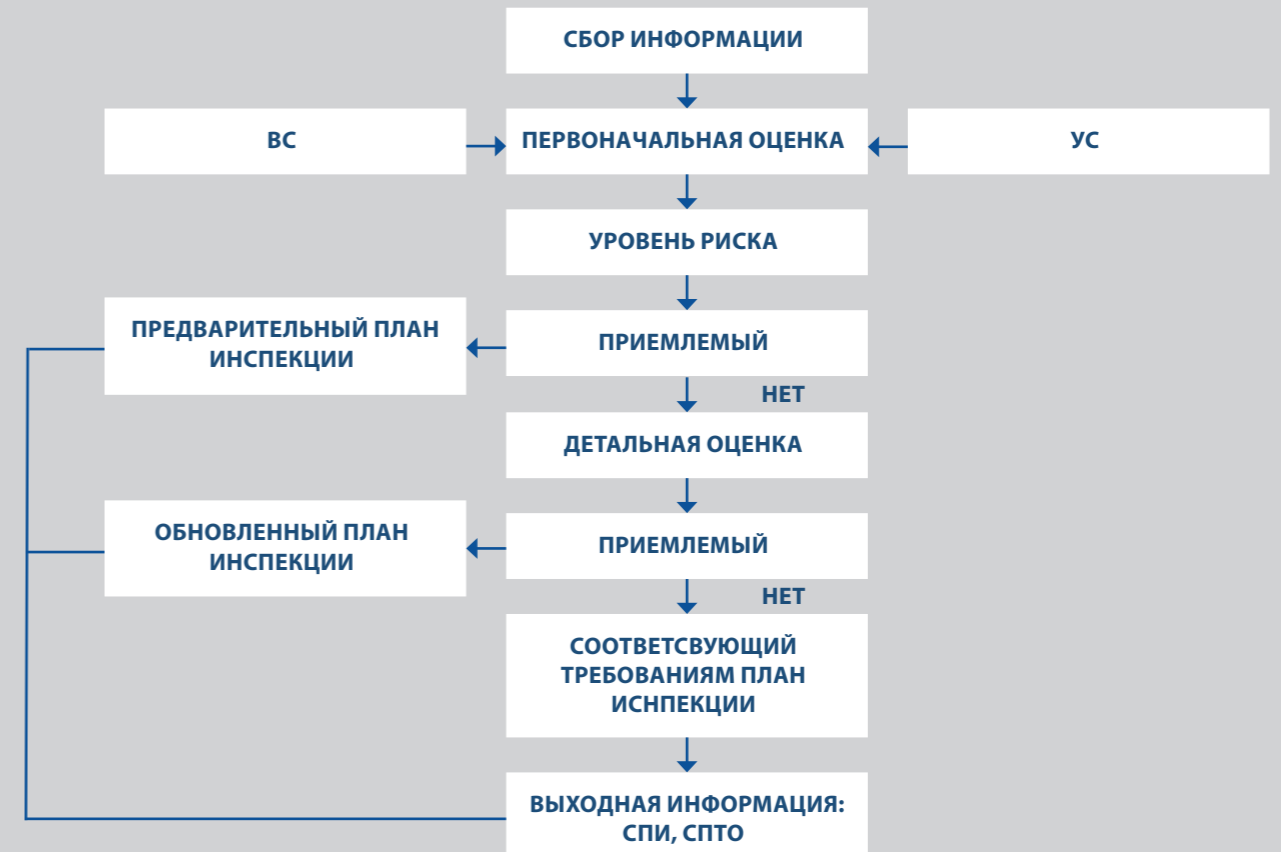 СБОР ИНФОРМАЦИИ
ВС
ПЕРВОНАЧАЛЬНАЯ ОЦЕНКА
УС
УРОВЕНЬ РИСКА
ПРЕДВАРИТЕЛЬНЫЙ ПЛАН
ИНСПЕКЦИИ
ПРИЕМЛЕМЫЙ
НЕТ
ДЕТАЛЬНАЯ ОЦЕНКА
ОБНОВЛЕННЫЙ ПЛАН
ИНСПЕКЦИИ
ПРИЕМЛЕМЫЙ
НЕТ
СООТВЕТСВУЮЩИЙ
ТРЕБОВАНИЯМ ПЛАН
ИСНПЕКЦИИ
ВЫХОДНАЯ ИНФОРМАЦИЯ:
СПИ, СПТО